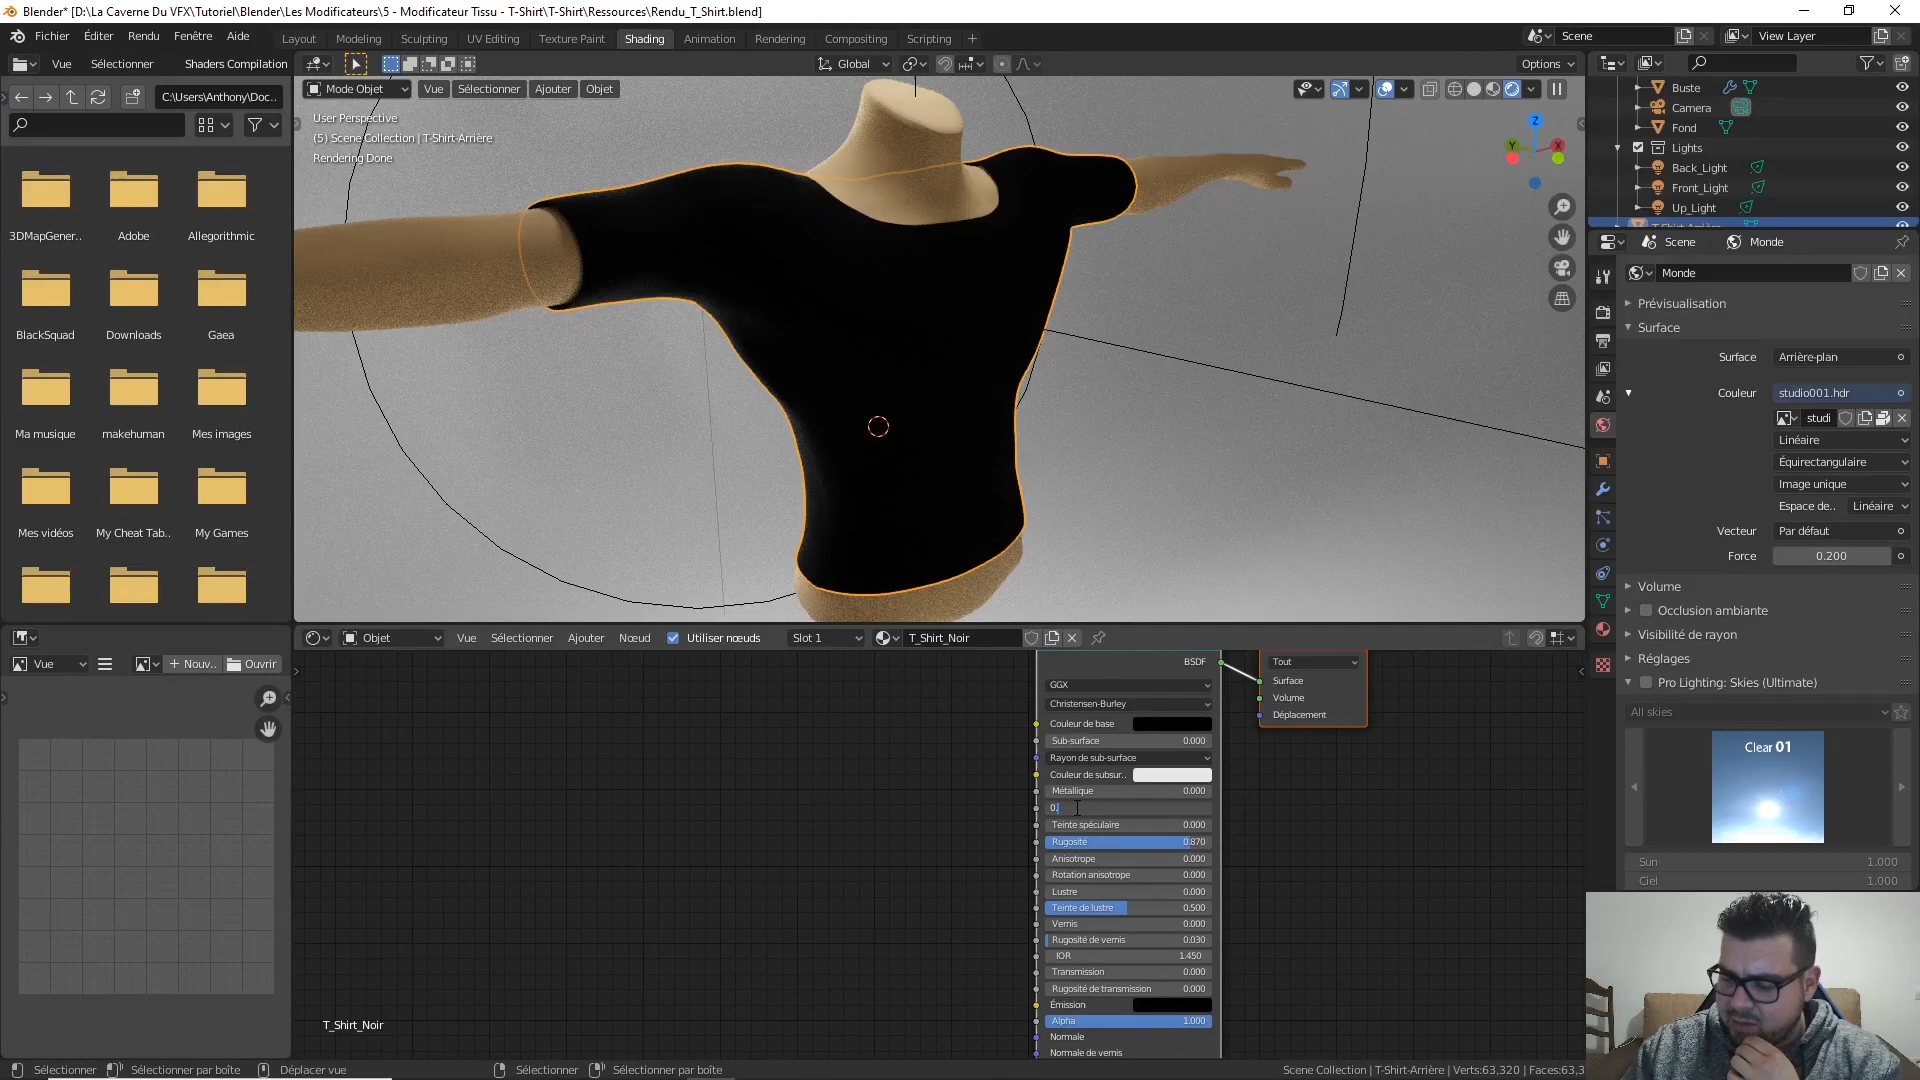 Blender* [D:\La Caverne Du VFX\Tutoriel\Blender\Les Modificateurs\5 - Modificateur Tissu - T-Shirt\T-Shirt\Ressources\Rendu_T_Shirt.blend]
Fichier Éditer Rendu Fenêtre Aide Layout Modeling Sculpting UV Editing Texture Paint Shading Animation Rendering Compositing Scripting + Scene View Layer
Vue Sélectionner Shaders Compilation Global Options
C:\Users\Anthony\Doc..
Mode Objet Vue Sélectionner Ajouter Objet
User Perspective
(5) Scene Collection | T-Shirt-Arrière
Rendering Done
Z
Y
X
3DMapGener..
Adobe
Allegorithmic
BlackSquad
Downloads
Gaea
Ma musique
makehuman
Mes images
Mes vidéos
My Cheat Tab..
My Games
Buste
Camera
Fond
Lights
Back_Light
Front_Light
Up_Light
T-Shirt-Arrière
Scene Monde
Monde
Prévisualisation
Surface
Surface Arrière-plan
Couleur studio001.hdr
studi
Linéaire
Équirectangulaire
Image unique
Espace de.. Linéaire
Vecteur Par défaut
Force 0.200
Volume
Occlusion ambiante
Visibilité de rayon
Réglages
Pro Lighting: Skies (Ultimate)
All skies
Clear 01
Sun 1.000
Ciel 1.000
Vue Nouv.. Ouvrir
Objet Vue Sélectionner Ajouter Nœud Utiliser nœuds Slot 1 T_Shirt_Noir
BSDF
GGX
Christensen-Burley
Couleur de base
Sub-surface 0.000
Rayon de sub-surface
Couleur de subsur..
Métallique 0.000
0.
Teinte spéculaire 0.000
Rugosité 0.870
Anisotrope 0.000
Rotation anisotrope 0.000
Lustre 0.000
Teinte de lustre 0.500
Vernis 0.000
Rugosité de vernis 0.030
IOR 1.450
Transmission 0.000
Rugosité de transmission 0.000
Émission
Alpha 1.000
Normale
Normale de vernis
Tout
Surface
Volume
Déplacement
T_Shirt_Noir
Sélectionner Sélectionner par boîte Déplacer vue Sélectionner Sélectionner par boîte Scene Collection | T-Shirt-Arrière | Verts:63,320 | Faces:63,3